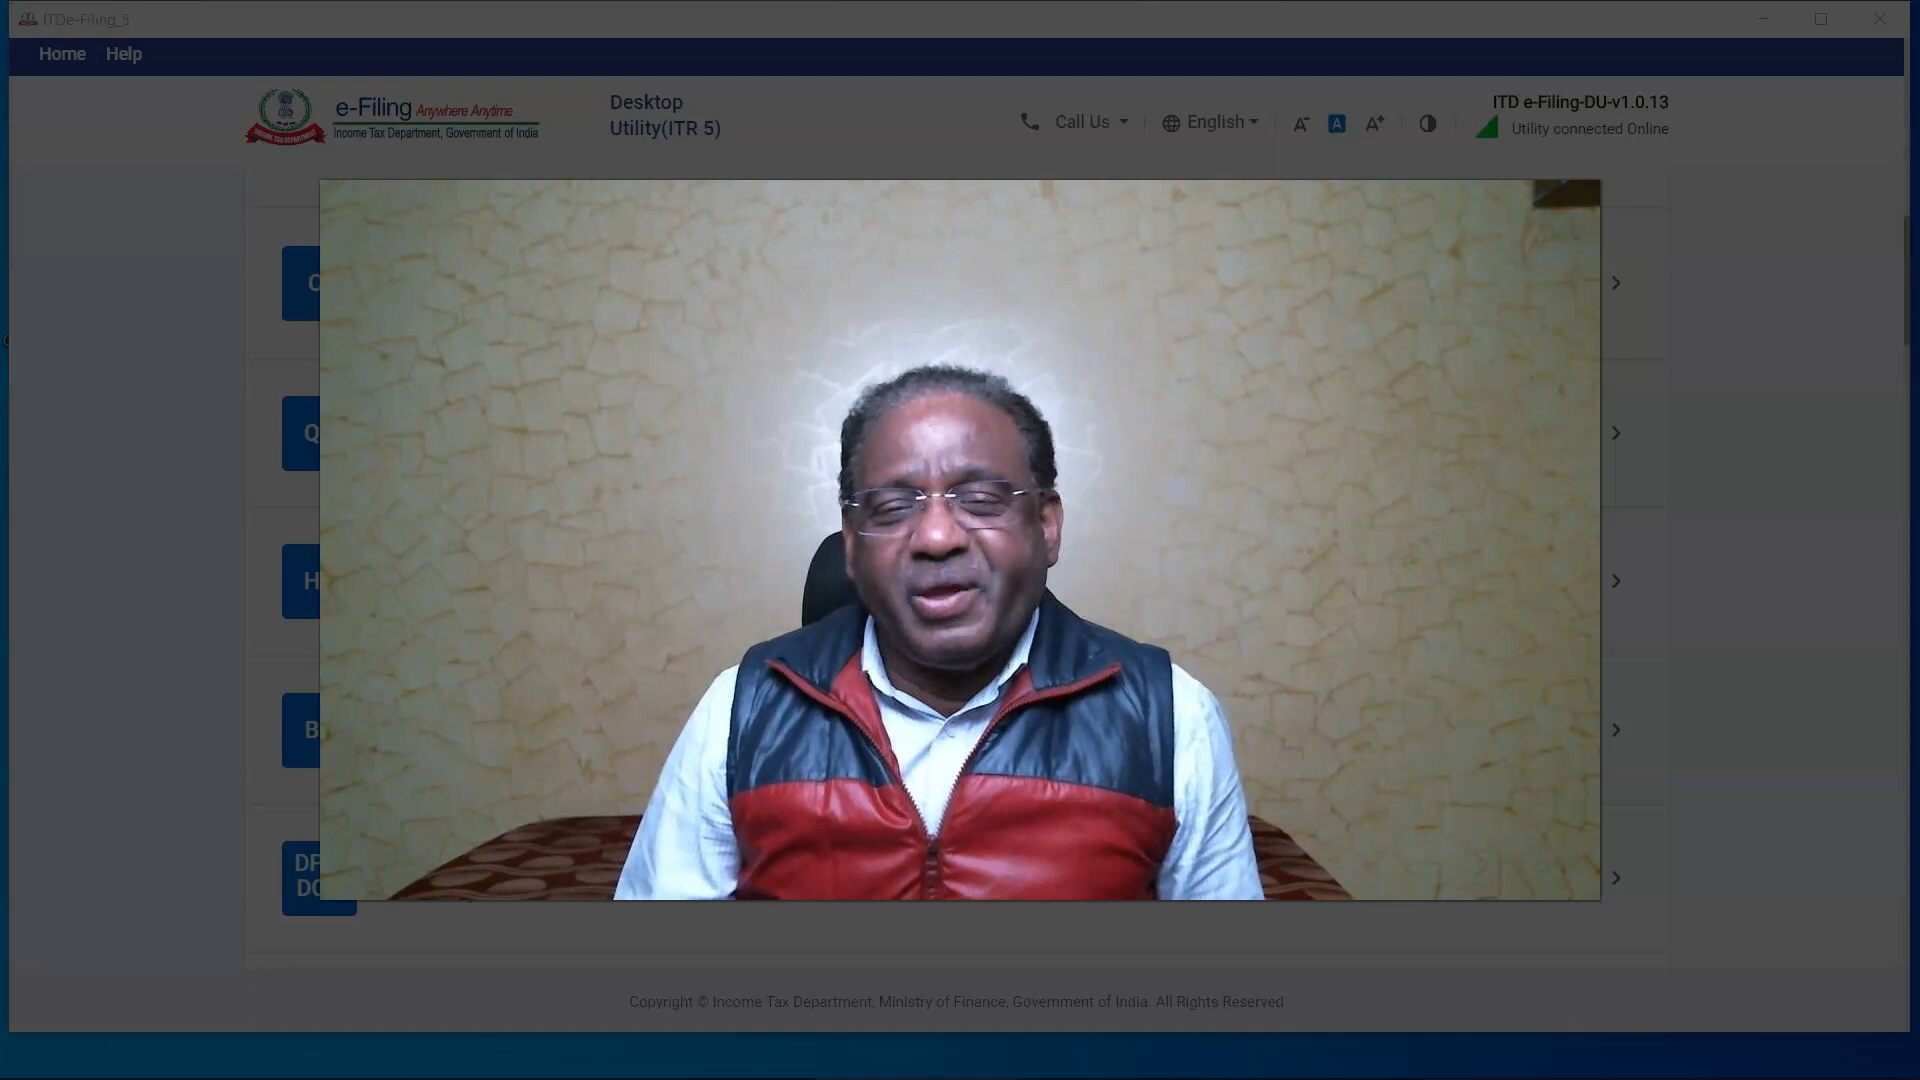 ITDe-Filing_5
Home Help
e-Filing Anywhere Anytime
Income Tax Department, Government of India
Desktop
Utility(ITR 5)
Call Us
English
A-
A
A+
ITD e-Filing-DU-v1.0.13
Utility connected Online
Q
H
B
Copyright © Income Tax Department, Ministry of Finance, Government of India. All Rights Reserved